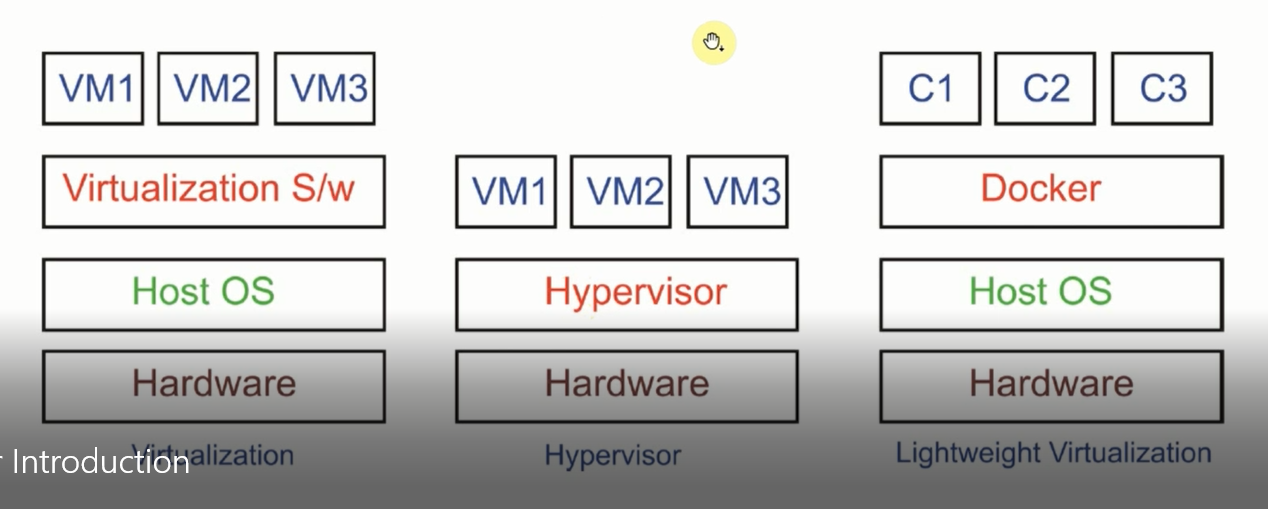 VM1 VM2 VM3
Virtualization S/w
Host OS
Hardware
Virtualization
VM1 VM2 VM3
Hypervisor
Hardware
Hypervisor
C1 C2 C3
Docker
Host OS
Hardware
Lightweight Virtualization
Introduction